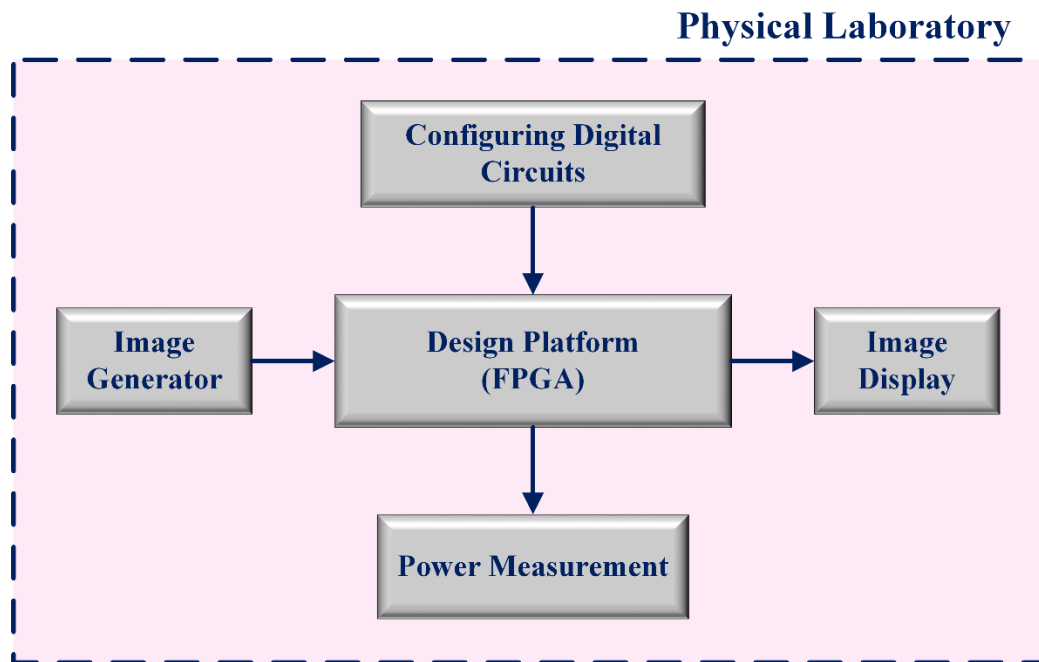 Physical Laboratory
Configuring Digital
Circuits
Image
Generator
Design Platform
(FPGA)
Image
Display
Power Measurement